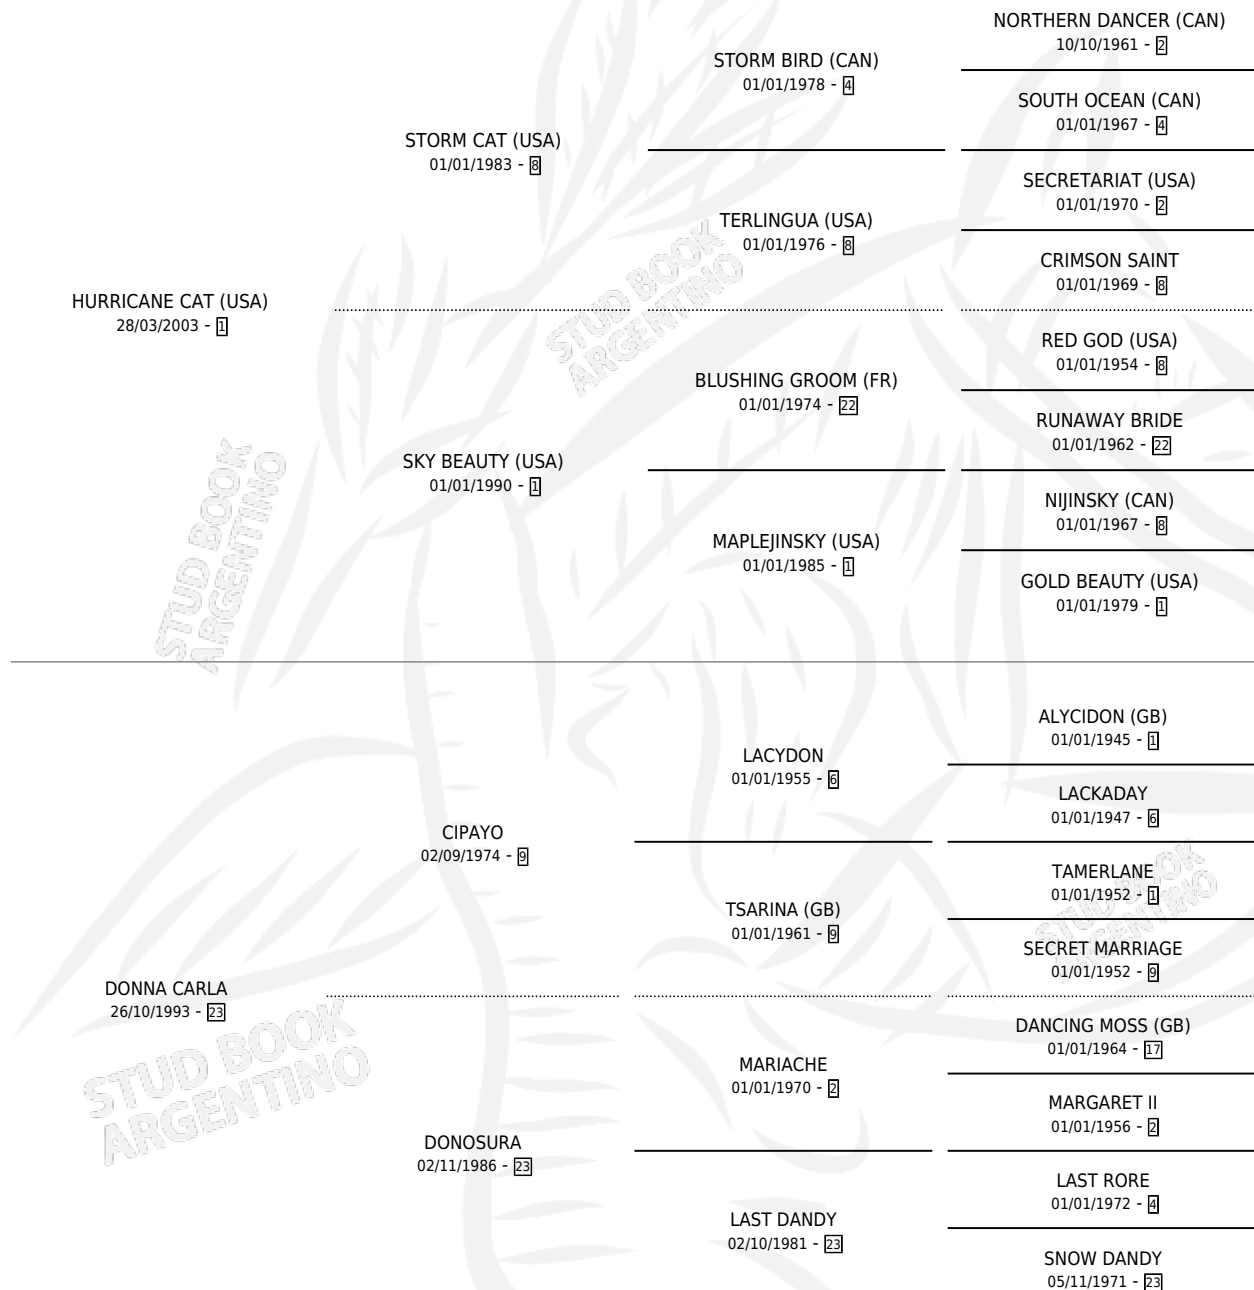 NORTHERN DANCER (CAN)
10/10/1961 - 2
STORM BIRD (CAN)
01/01/1978 - 4
SOUTH OCEAN (CAN)
01/01/1967 - 4
STORM CAT (USA)
01/01/1983 - 8
SECRETARIAT (USA)
01/01/1970 - 2
TERLINGUA (USA)
01/01/1976 - 8
CRIMSON SAINT
01/01/1969 - 8
HURRICANE CAT (USA)
28/03/2003 - 1
RED GOD (USA)
01/01/1954 - 8
BLUSHING GROOM (FR)
01/01/1974 - 22
RUNAWAY BRIDE
01/01/1962 - 22
SKY BEAUTY (USA)
01/01/1990 - 1
NIJINSKY (CAN)
01/01/1967 - 8
MAPLEJINSKY (USA)
01/01/1985 - 1
GOLD BEAUTY (USA)
01/01/1979 - 1
ALYCIDON (GB)
01/01/1945 - 1
LACYDON
01/01/1955 - 6
LACKADAY
01/01/1947 - 6
CIPAYO
02/09/1974 - 9
TAMERLANE
01/01/1952 - 1
TSARINA (GB)
01/01/1961 - 9
SECRET MARRIAGE
01/01/1952 - 9
DONNA CARLA
26/10/1993 - 23
DANCING MOSS (GB)
01/01/1964 - 17
MARIACHE
01/01/1970 - 2
MARGARET II
01/01/1956 - 2
DONOSURA
02/11/1986 - 23
LAST RORE
01/01/1972 - 4
LAST DANDY
02/10/1981 - 23
SNOW DANDY
05/11/1971 - 23
STUD BOOK
ARGENTINO
STUD BOOK
ARGENTINO
STUD BOOK
ARGENTINO
STUD BOOK
ARGENTINO